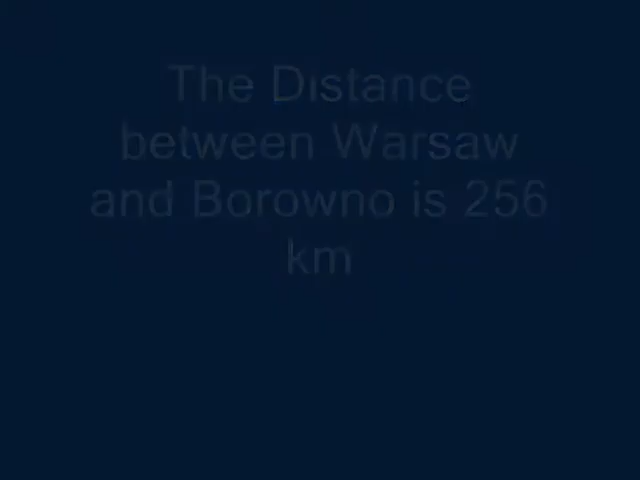 The Distance
between Warsaw
and Borowno is 256
km